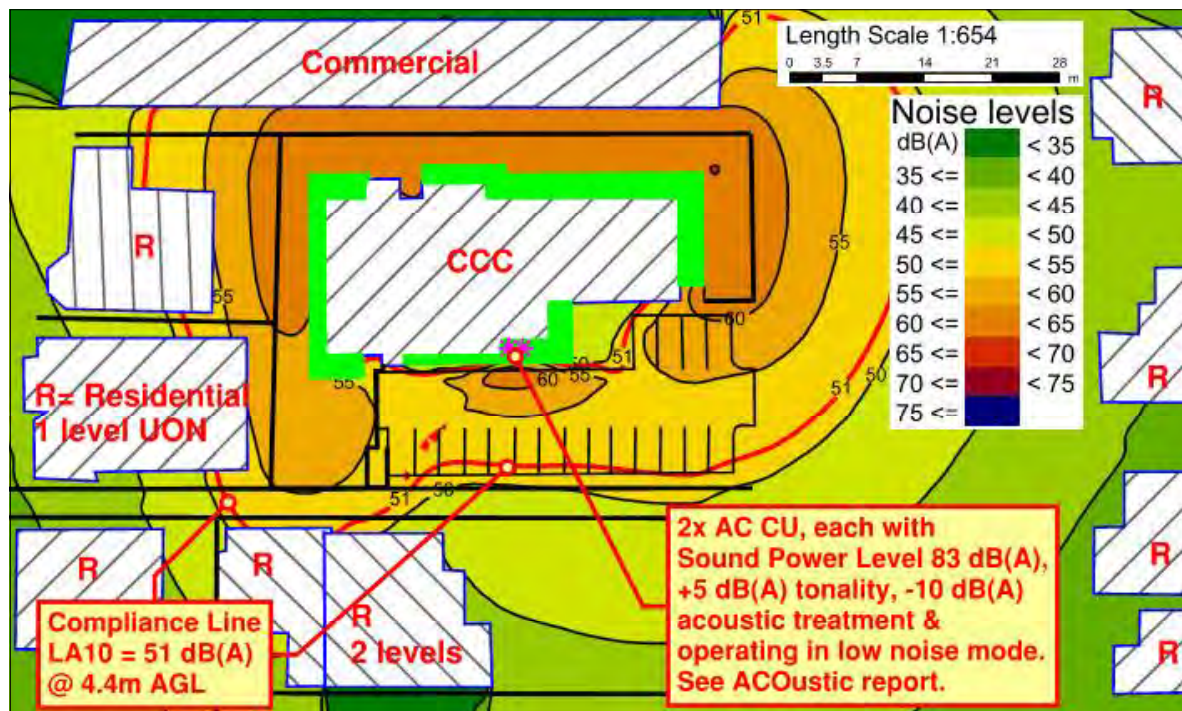 51
Length Scale 1:654
0 3.5 7 14 21 28
m
Commercial
R
Noise levels
dB(A) < 35
35 <= < 40
40 <= < 45
45 <= < 50
50 <= < 55
55 <= < 60
60 <= < 65
65 <= < 70
70 <= < 75
75 <=
R
CCC
55
55
60
51
55
50
55
60
51
50
R
R= Residential
1 level UON
51
50
R
R
R
2 levels
R
R
Compliance Line
LA10 = 51 dB(A)
@ 4.4m AGL
2x AC CU, each with
Sound Power Level 83 dB(A),
+5 dB(A) tonality, -10 dB(A)
acoustic treatment &
operating in low noise mode.
See ACOustic report.